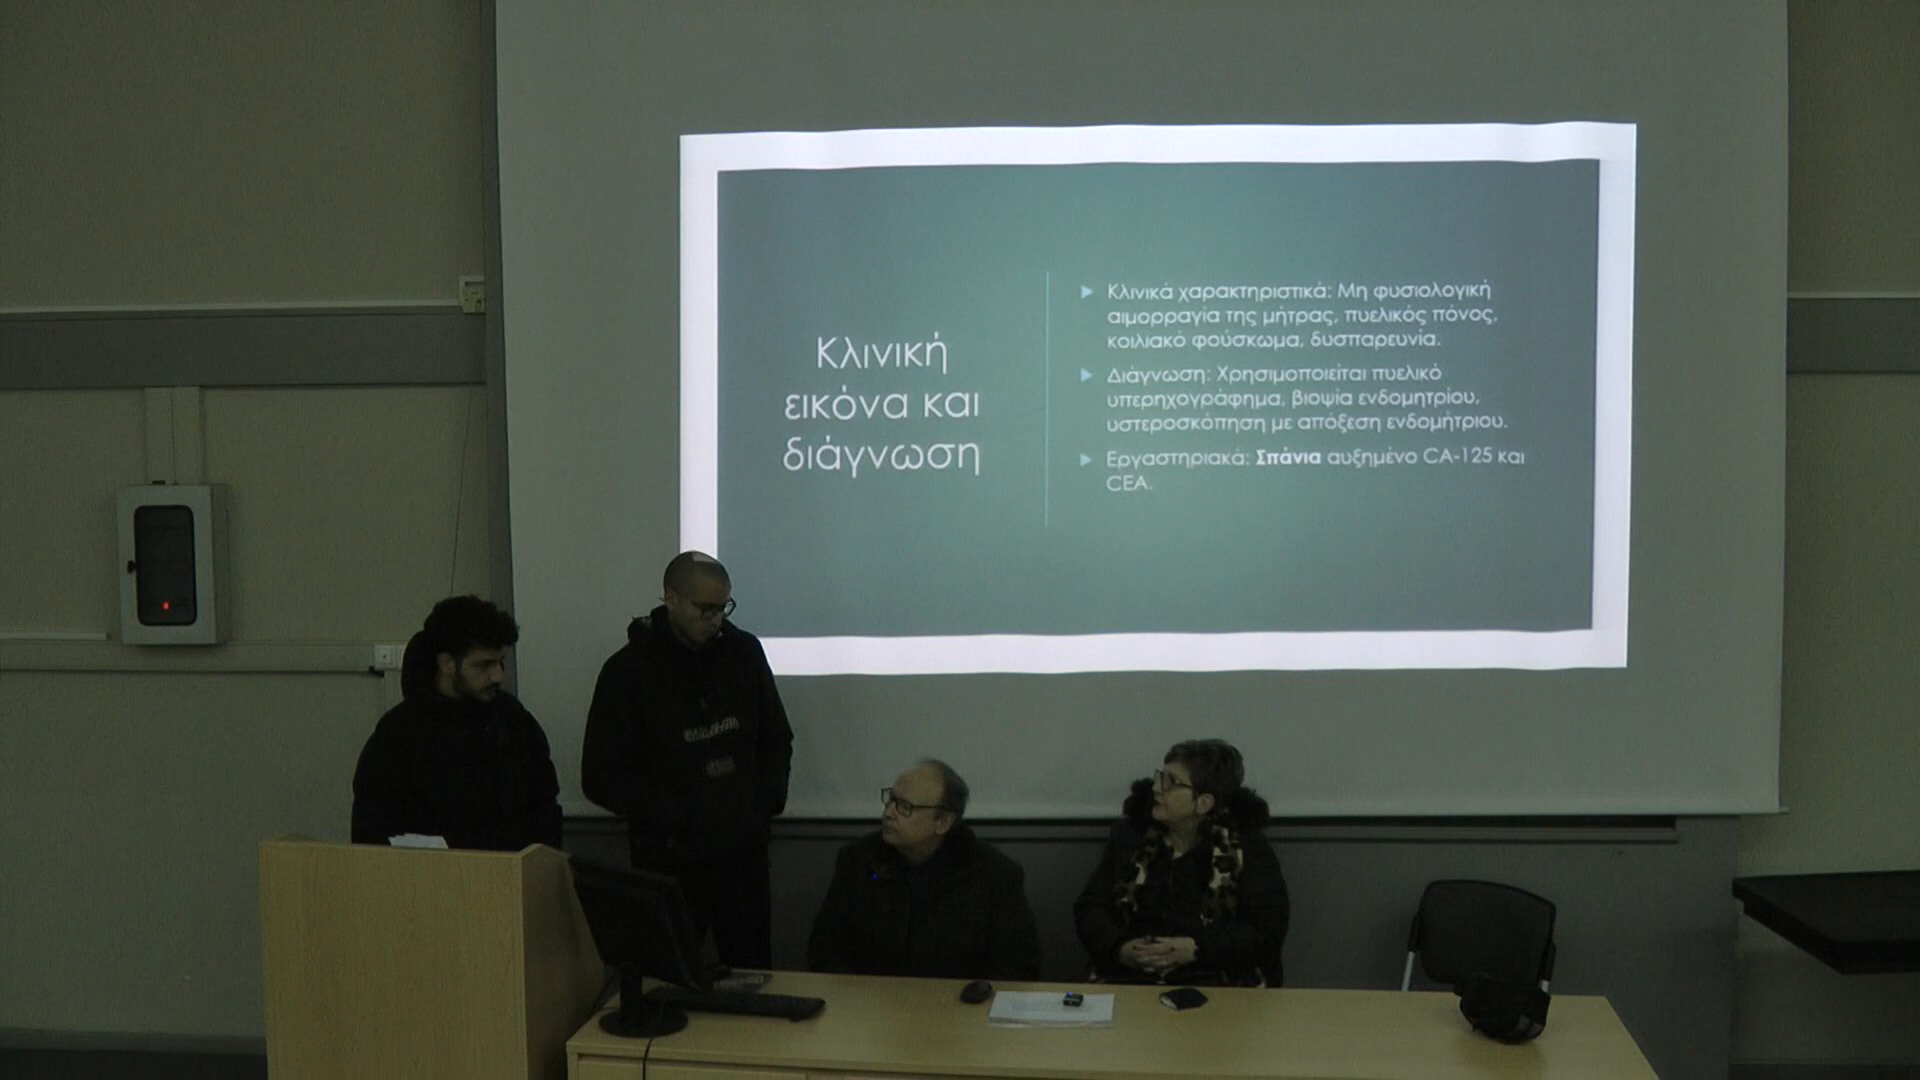 Κλινική
εικόνα και
διάγνωση
Κλινικά χαρακτηριστικά: Μη φυσιολογική
αιμορραγία της μήτρας, πυελικός πόνος,
κοιλιακό φούσκωμα, δυσπαρευνία.
Διάγνωση: Χρησιμοποιείται πυελικό
υπερηχογράφημα, βιοψία ενδομητρίου,
υστεροσκόπηση με απόξεση ενδομήτριου.
Εργαστηριακά: Σπάνια αυξημένο CA-125 και
CEA.